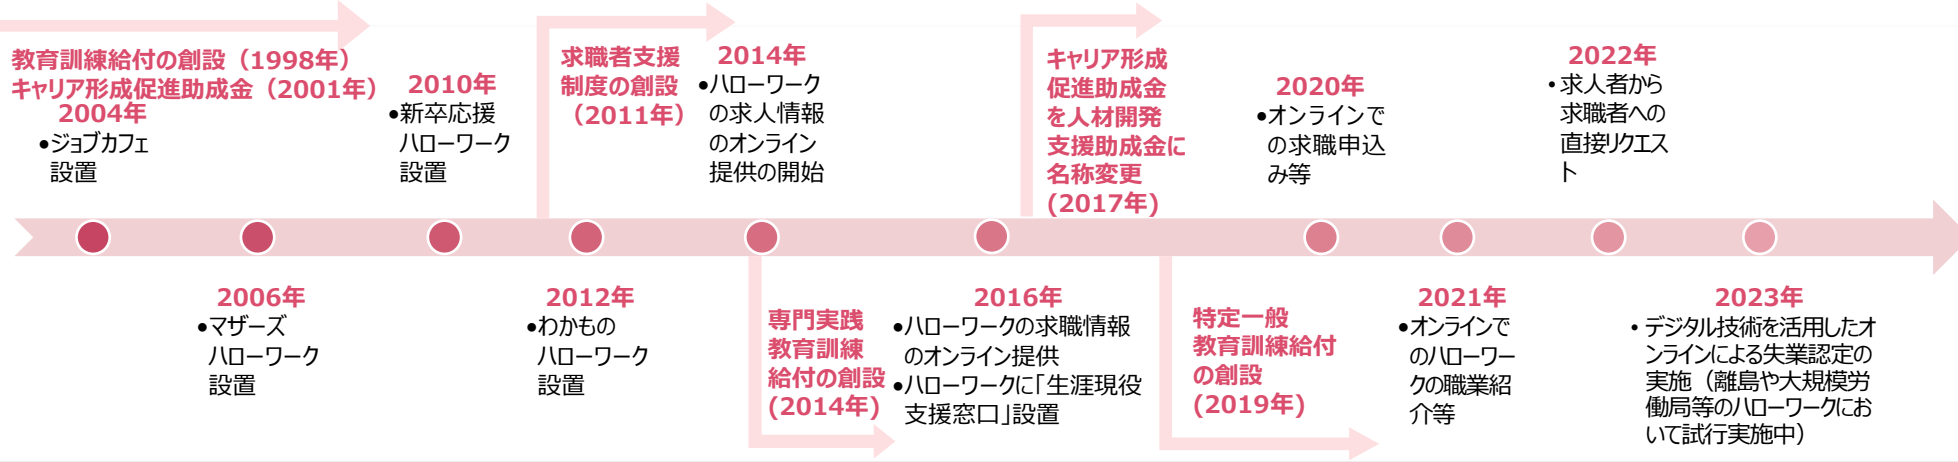 教育訓練給付の創設（1998年）
キャリア形成促進助成金（2001年）
2004年
•ジョブカフェ
設置
2010年
•新卒応援
ハローワーク
設置
求職者支援
制度の創設
（2011年）
2014年
•ハローワーク
の求人情報
のオンライン
提供の開始
キャリア形成
促進助成金
を人材開発
支援助成金に
名称変更
(2017年)
2020年
•オンラインで
の求職申込
み等
2022年
•求人者から
求職者への
直接リクエス
ト
2006年
•マザーズ
ハローワーク
設置
2012年
•わかもの
ハローワーク
設置
専門実践
教育訓練
給付の創設
(2014年)
2016年
•ハローワークの求職情報
のオンライン提供
•ハローワークに「生涯現役
支援窓口」設置
特定一般
教育訓練給付
の創設
(2019年)
2021年
•オンラインで
のハローワー
クの職業紹
介等
2023年
•デジタル技術を活用したオ
ンラインによる失業認定の
実施（離島や大規模労
働局等のハローワークにお
いて試行実施中）